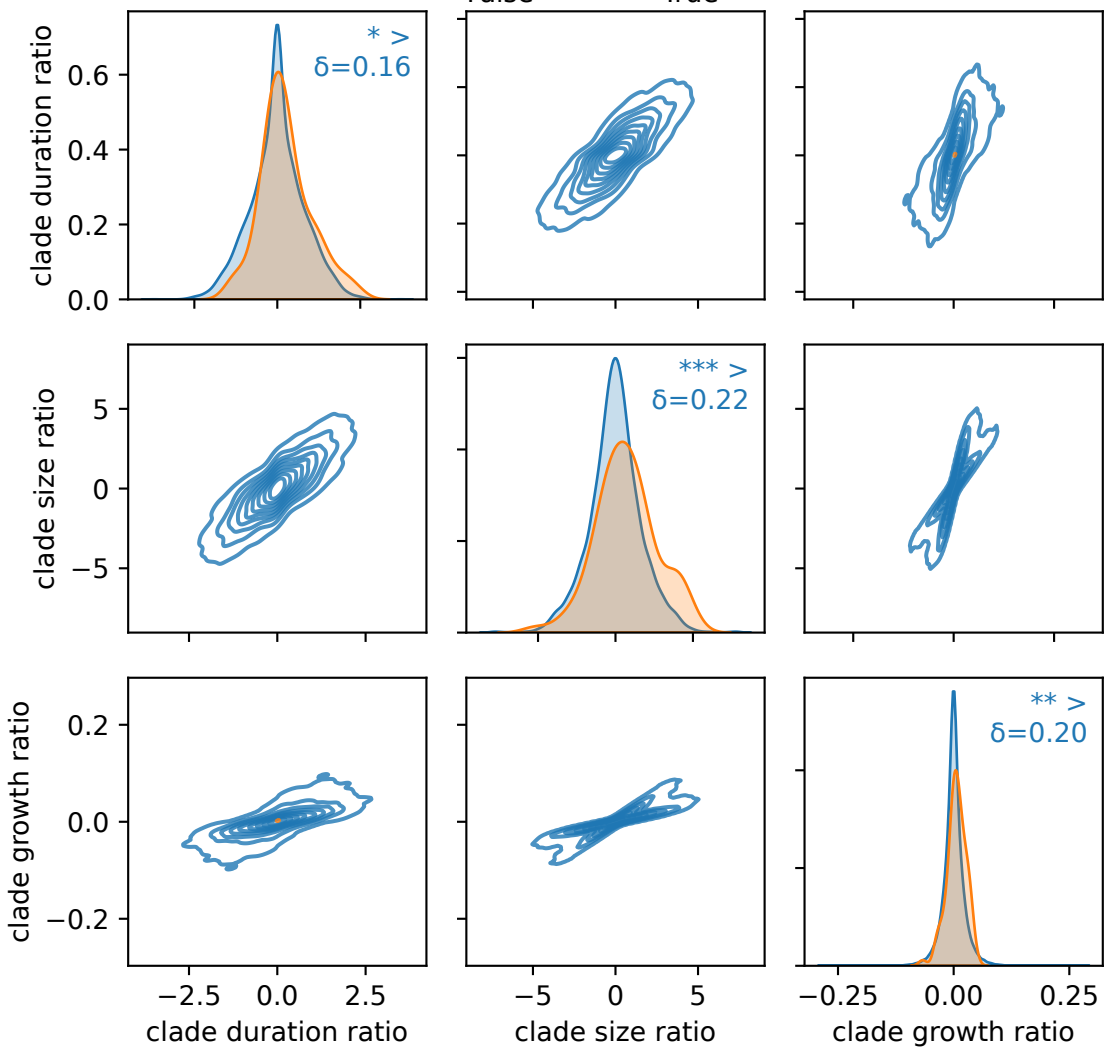 True
clade duration ratio
0.6
0.4
0.2
0.0
* >
δ=0.16
clade size ratio
5
0
−5
*** >
δ=0.22
clade growth ratio
0.2
0.0
−0.2
** >
δ=0.20
−2.5 0.0 2.5
−5 0 5
−0.25 0.00 0.25
clade duration ratio
clade size ratio
clade growth ratio